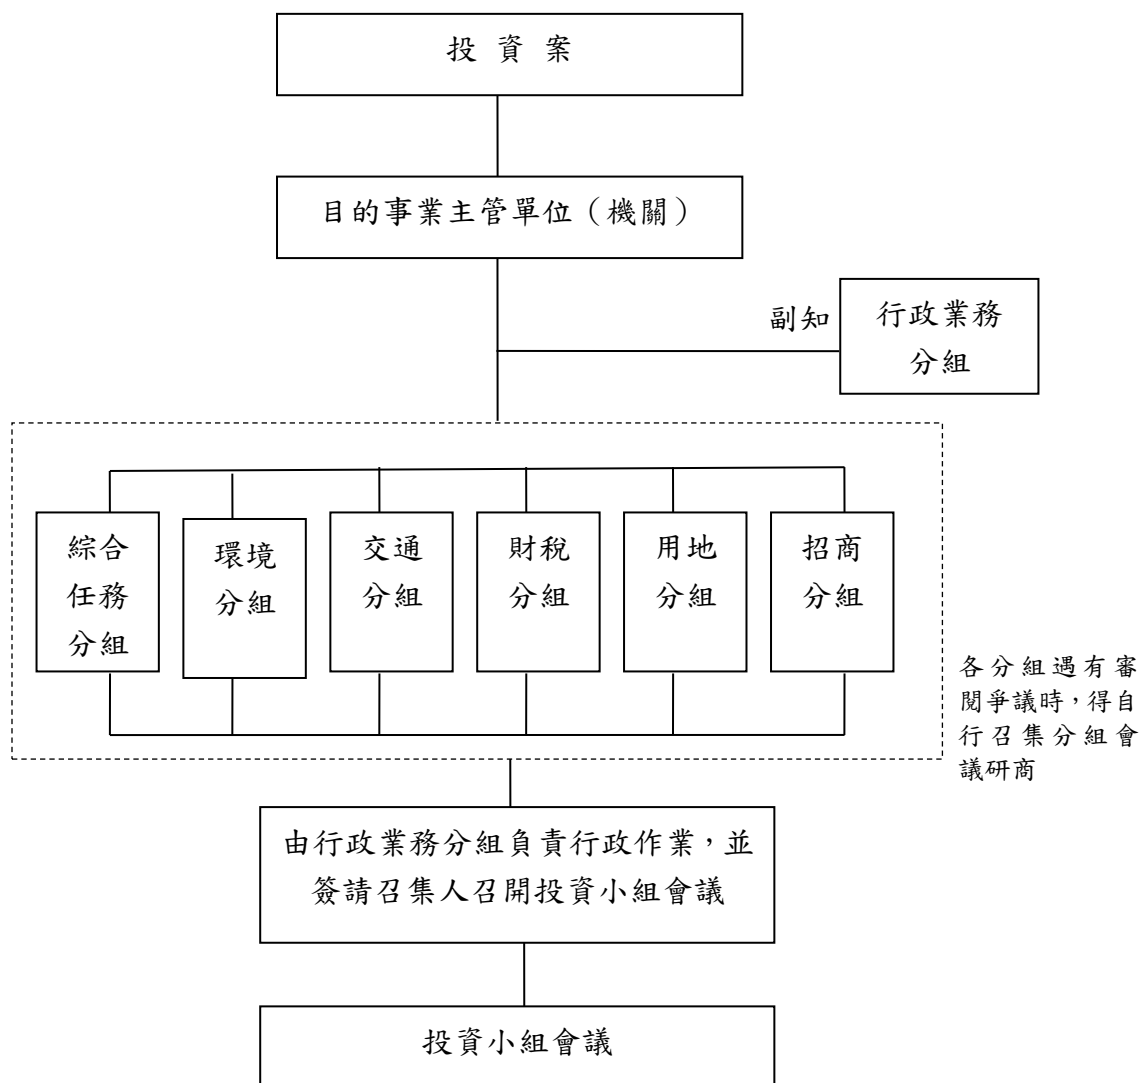 投資案
目的事業主管單位（機關）
副知
行政業務
分組
綜合
任務
分組
環境
分組
交通
分組
財稅
分組
用地
分組
招商
分組
各分組遇有審
閱爭議時，得自
行召集分組會
議研商
由行政業務分組負責行政作業，並
簽請召集人召開投資小組會議
投資小組會議